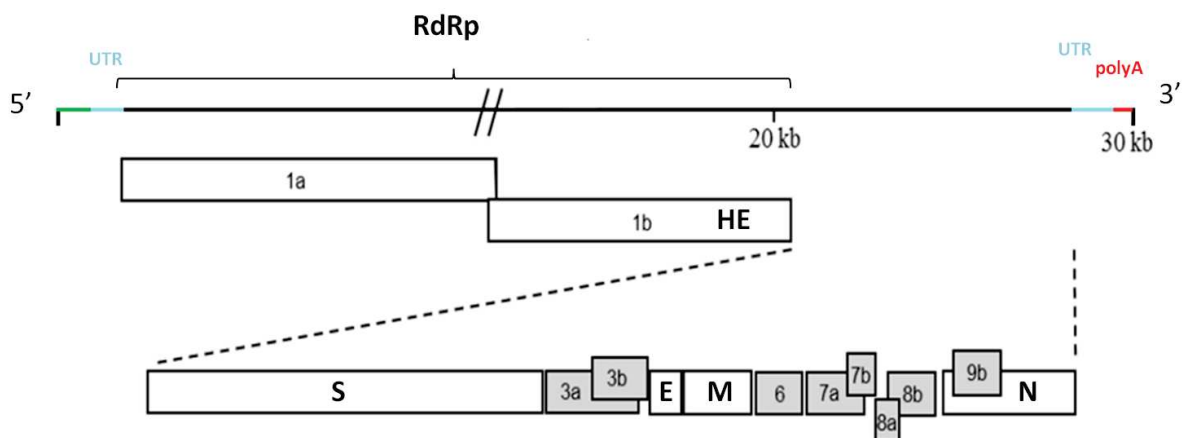 RdRp
UTR
UTR
polyA
5’
3’
20 kb
30 kb
1a
1b HE
S 3a 3b E M 6 7a 7b 8a 8b 9b N